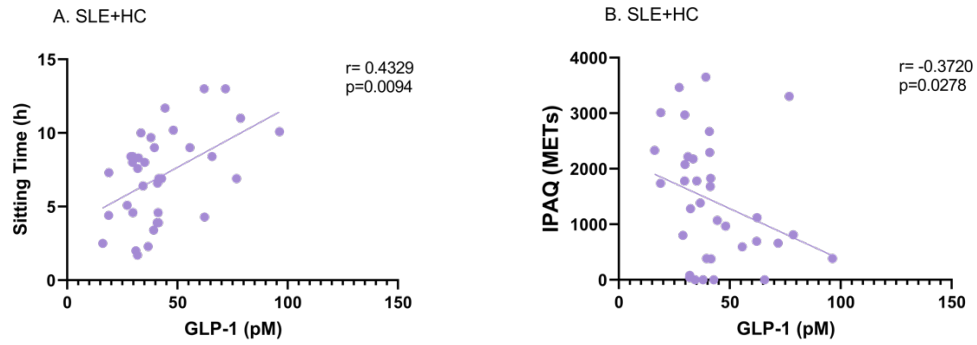 A. SLE+HC
r= 0.4329
p=0.0094
15
10
5
0
Sitting Time (h)
0 50 100 150
GLP-1 (pM)
B. SLE+HC
r= -0.3720
p=0.0278
4000
3000
2000
1000
0
IPAQ (METs)
0 50 100 150
GLP-1 (pM)